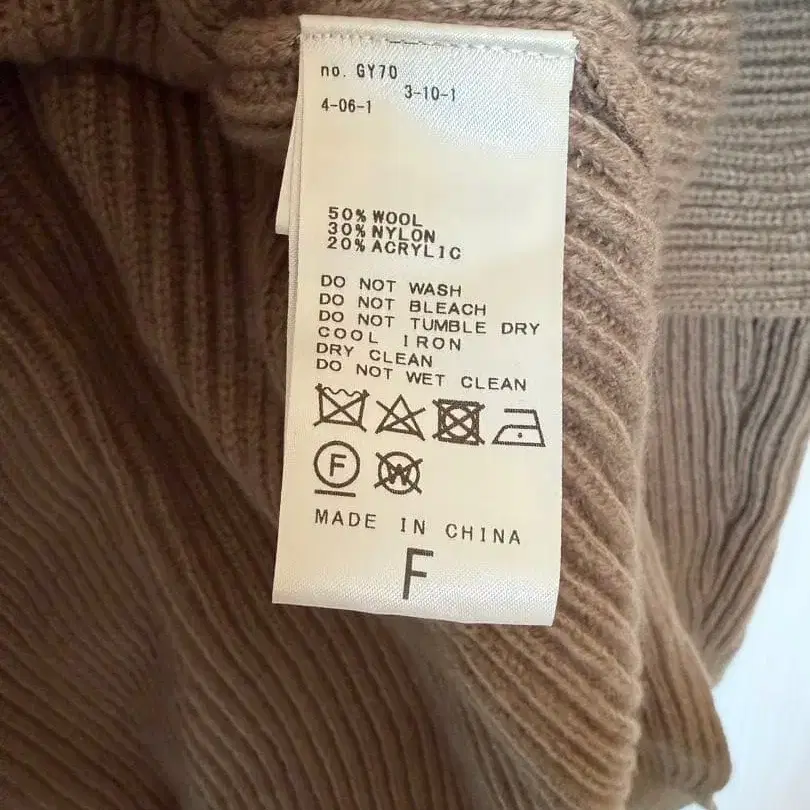 no. GY70
3-10-1
4-06-1
50% WOOL
30% NYLON
20% ACRYLIC
DO NOT WASH
DO NOT BLEACH
DO NOT TUMBLE DRY
COOL IRON
DRY CLEAN
DO NOT WET CLEAN
F W
MADE IN CHINA
F